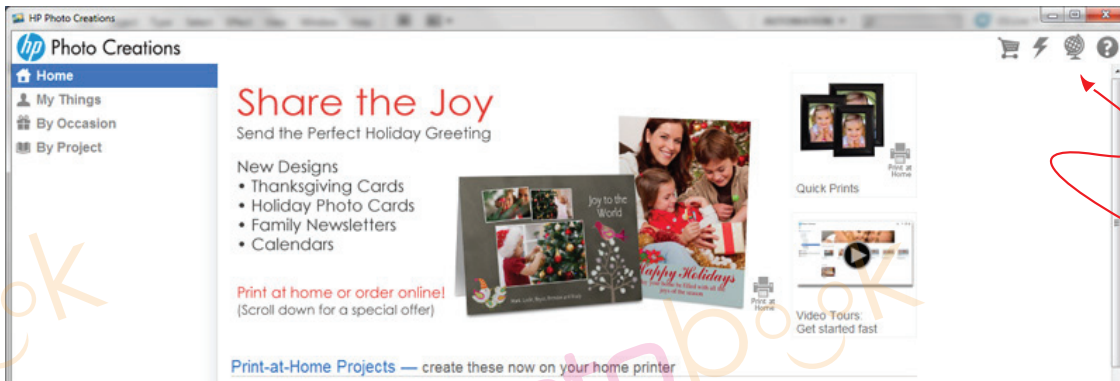 HP Photo Creations
hp Photo Creations
Home
My Things
By Occasion
By Project
Share the Joy
Send the Perfect Holiday Greeting
New Designs
• Thanksgiving Cards
• Holiday Photo Cards
• Family Newsletters
• Calendars
Print at home or order online!
(Scroll down for a special offer)
Joy to the
World
Happy Holidays
Print at
Home
Quick Prints
Print at
Home
Video Tours:
Get started fast
Print-at-Home Projects — create these now on your home printer